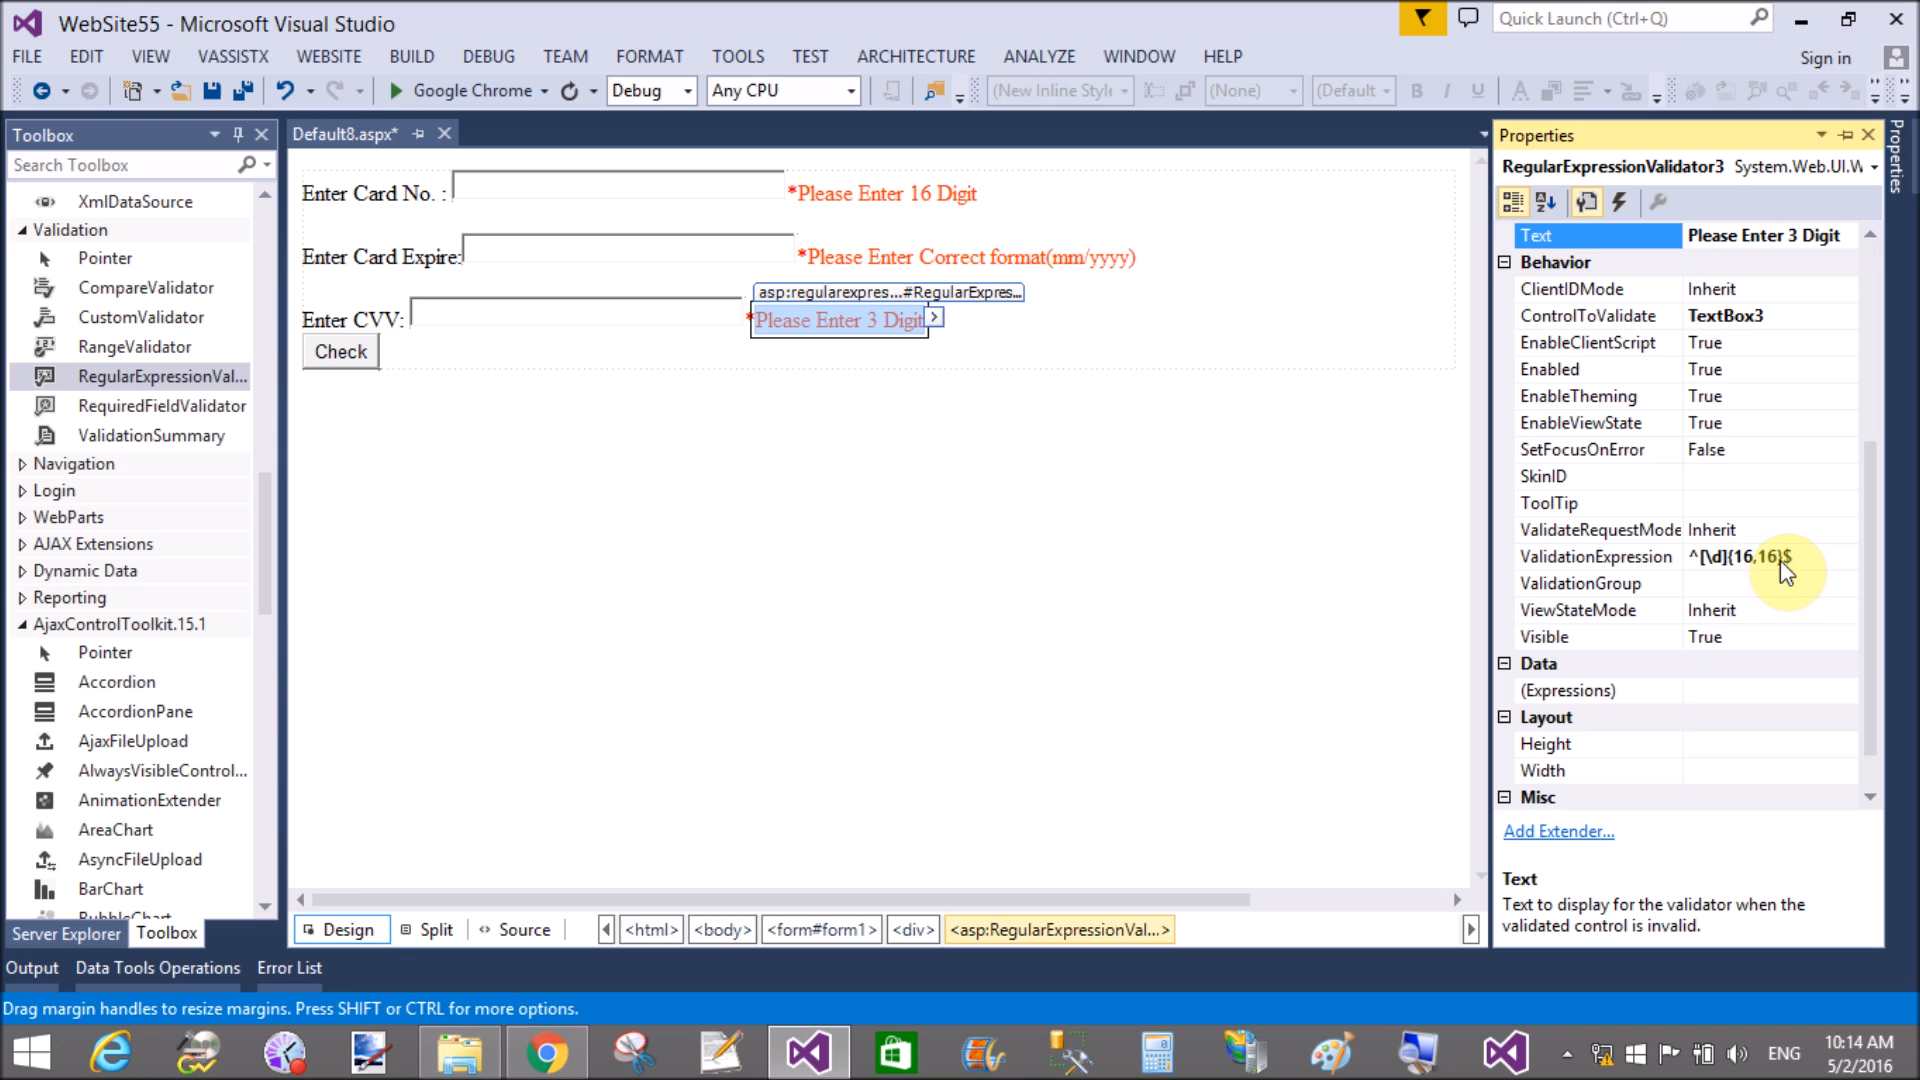 WebSite55 - Microsoft Visual Studio
Quick Launch (Ctrl+Q)
FILE EDIT VIEW VASSISTX WEBSITE BUILD DEBUG TEAM FORMAT TOOLS TEST ARCHITECTURE ANALYZE WINDOW HELP
Sign in
Google Chrome Debug Any CPU (New Inline Style (None) (Default
Toolbox
Search Toolbox
XmlDataSource
Validation
Pointer
CompareValidator
CustomValidator
RangeValidator
RegularExpressionVal...
RequiredFieldValidator
ValidationSummary
Navigation
Login
WebParts
AJAX Extensions
Dynamic Data
Reporting
AjaxControlToolkit.15.1
Pointer
Accordion
AccordionPane
AjaxFileUpload
AlwaysVisibleControl...
AnimationExtender
AreaChart
AsyncFileUpload
BarChart
BubbleChart
Server Explorer Toolbox
Default8.aspx*
Enter Card No. : *Please Enter 16 Digit
Enter Card Expire: *Please Enter Correct format(mm/yyyy)
asp:regularexpres...#RegularExpres...
Enter CVV: *Please Enter 3 Digit
Check
Design Split Source <html> <body> <form#form1> <div> <asp:RegularExpressionVal...>
Properties
RegularExpressionValidator3 System.Web.UI.W
Text Please Enter 3 Digit
Behavior
ClientIDMode Inherit
ControlToValidate TextBox3
EnableClientScript True
Enabled True
EnableTheming True
EnableViewState True
SetFocusOnError False
SkinID
ToolTip
ValidateRequestMode Inherit
ValidationExpression ^[\d]{16,16}$
ValidationGroup
ViewStateMode Inherit
Visible True
Data
(Expressions)
Layout
Height
Width
Misc
Add Extender...
Text
Text to display for the validator when the
validated control is invalid.
Properties
Output Data Tools Operations Error List
Drag margin handles to resize margins. Press SHIFT or CTRL for more options.
ENG
10:14 AM
5/2/2016